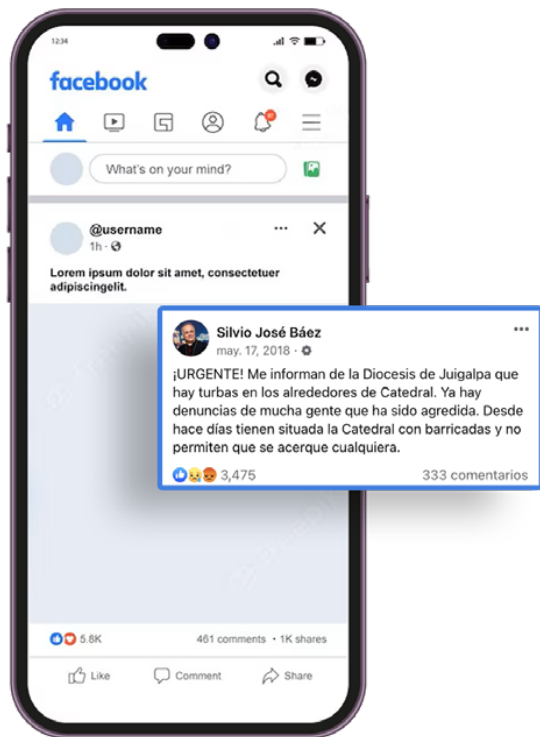 12:34
facebook
What's on your mind?
@username
1h
Lorem ipsum dolor sit amet, consectetuer
adipiscingelit.
Silvio José Báez
may. 17, 2018
¡URGENTE! Me informan de la Diocesis de Juigalpa que
hay turbas en los alrededores de Catedral. Ya hay
denuncias de mucha gente que ha sido agredida. Desde
hace días tienen situada la Catedral con barricadas y no
permiten que se acerque cualquiera.
3,475 333 comentarios
5.8K 461 comments • 1K shares
Like Comment Share